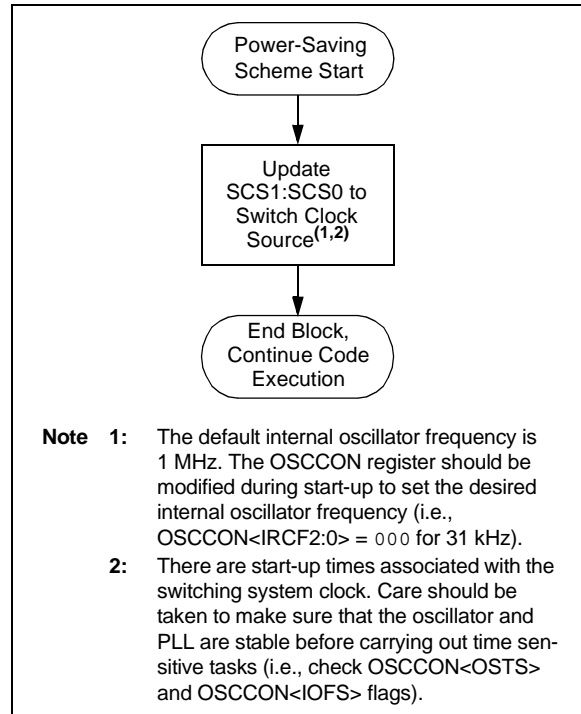 Power-Saving
Scheme Start
Update
SCS1:SCS0 to
Switch Clock
Source(1,2)
End Block,
Continue Code
Execution
Note 1: The default internal oscillator frequency is
1 MHz. The OSCCON register should be
modified during start-up to set the desired
internal oscillator frequency (i.e.,
OSCCON<IRCF2:0> = 000 for 31 kHz).
2: There are start-up times associated with the
switching system clock. Care should be
taken to make sure that the oscillator and
PLL are stable before carrying out time sen-
sitive tasks (i.e., check OSCCON<OSTS>
and OSCCON<IOFS> flags).